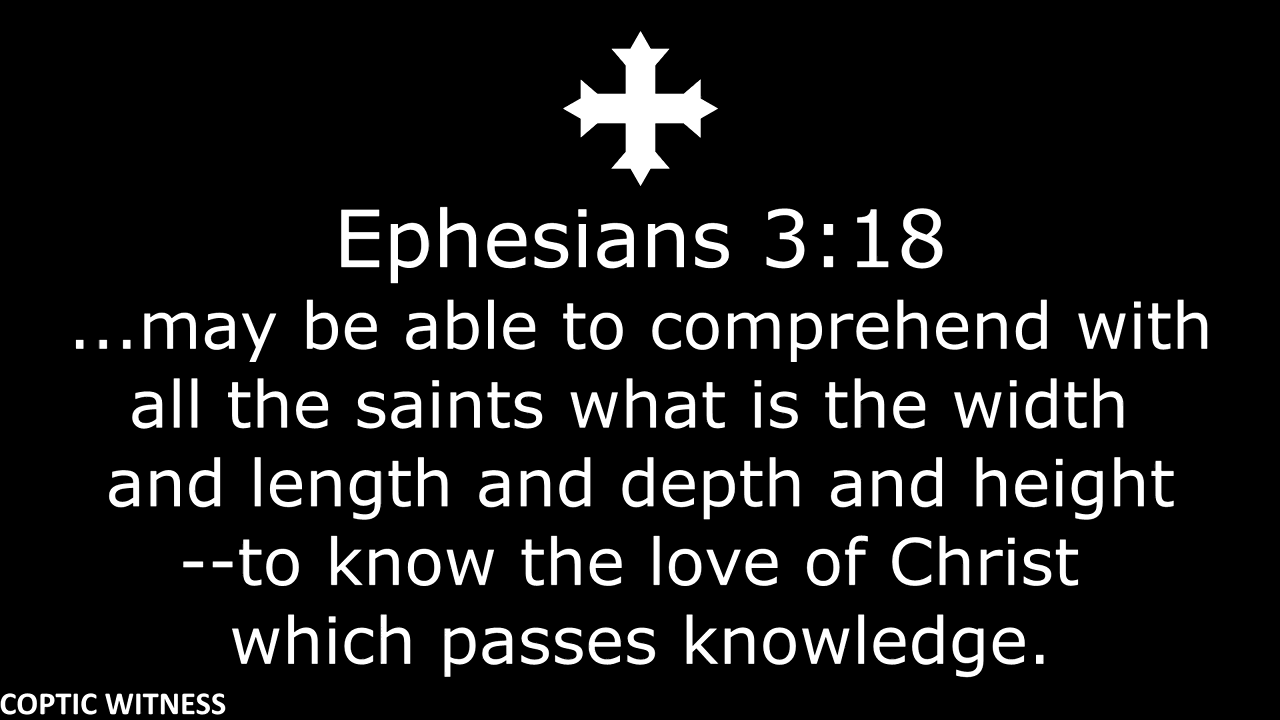 Ephesians 3:18
...may be able to comprehend with
all the saints what is the width
and length and depth and height
--to know the love of Christ
which passes knowledge.
COPTIC WITNESS